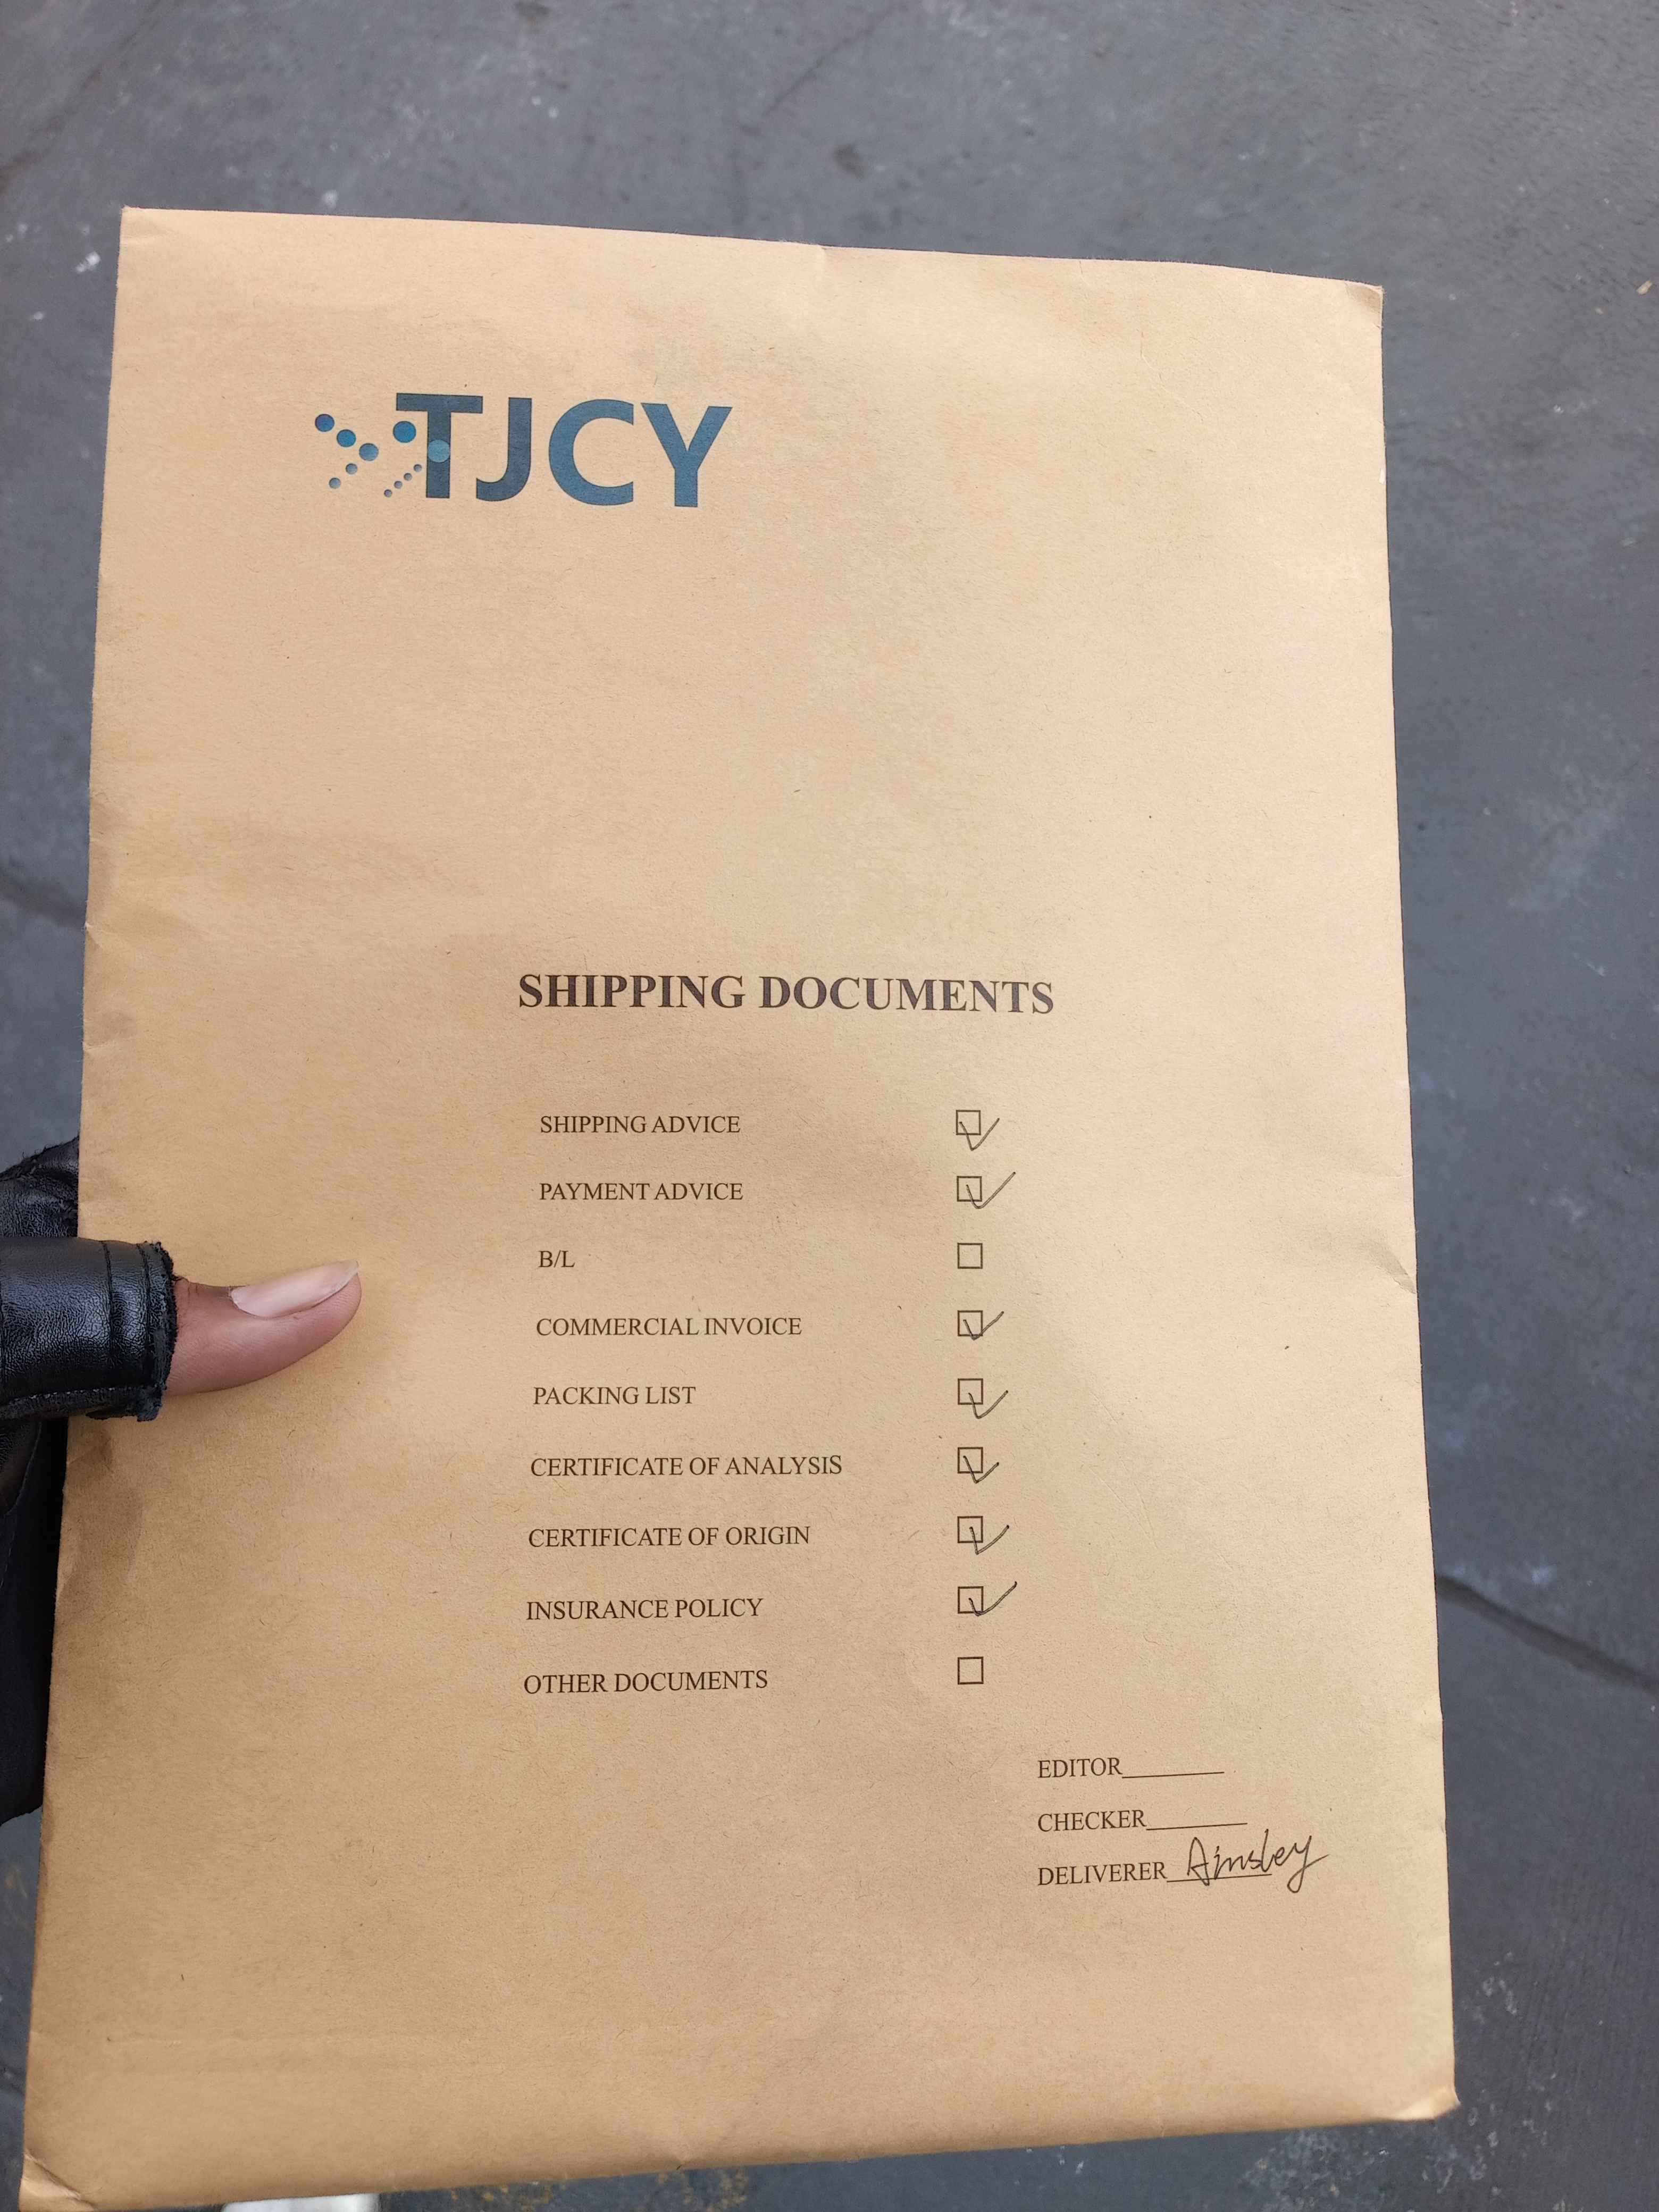 TJCY
SHIPPING DOCUMENTS
SHIPPING ADVICE ☑
PAYMENT ADVICE ☑
B/L ☐
COMMERCIAL INVOICE ☑
PACKING LIST ☑
CERTIFICATE OF ANALYSIS ☑
CERTIFICATE OF ORIGIN ☑
INSURANCE POLICY ☑
OTHER DOCUMENTS ☐
EDITOR
CHECKER
DELIVERER Ainsley